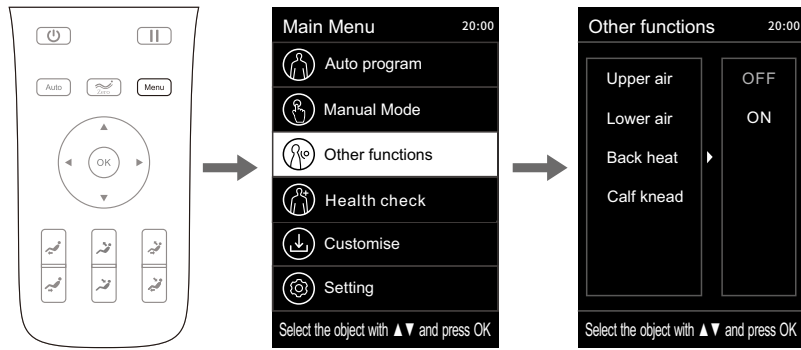 Auto
Zero
Menu
OK
Main Menu 20:00
Auto program
Manual Mode
Other functions
Health check
Customise
Setting
Select the object with ▲▼ and press OK
Other functions 20:00
Upper air OFF
Lower air ON
Back heat
Calf knead
Select the object with ▲▼ and press OK